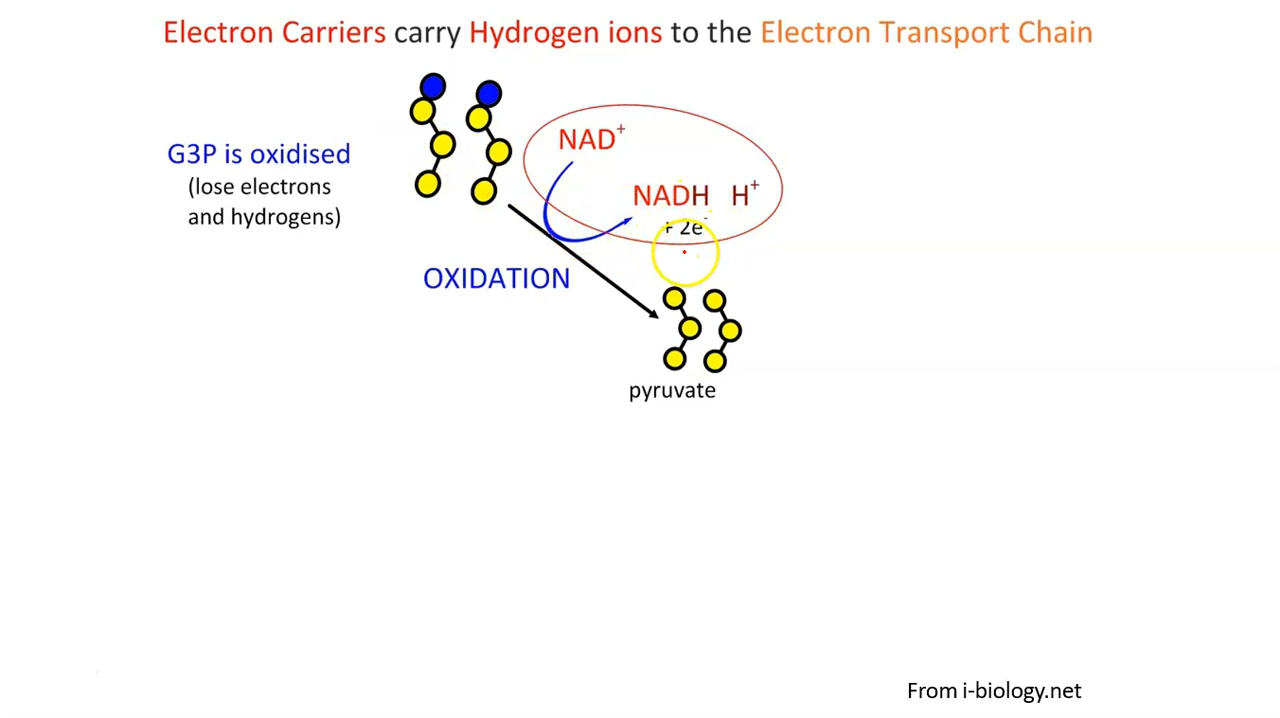 Electron Carriers carry Hydrogen ions to the Electron Transport Chain
G3P is oxidised
(lose electrons
and hydrogens)
NAD⁺
NADH H⁺
+ 2e⁻
OXIDATION
pyruvate
From i-biology.net